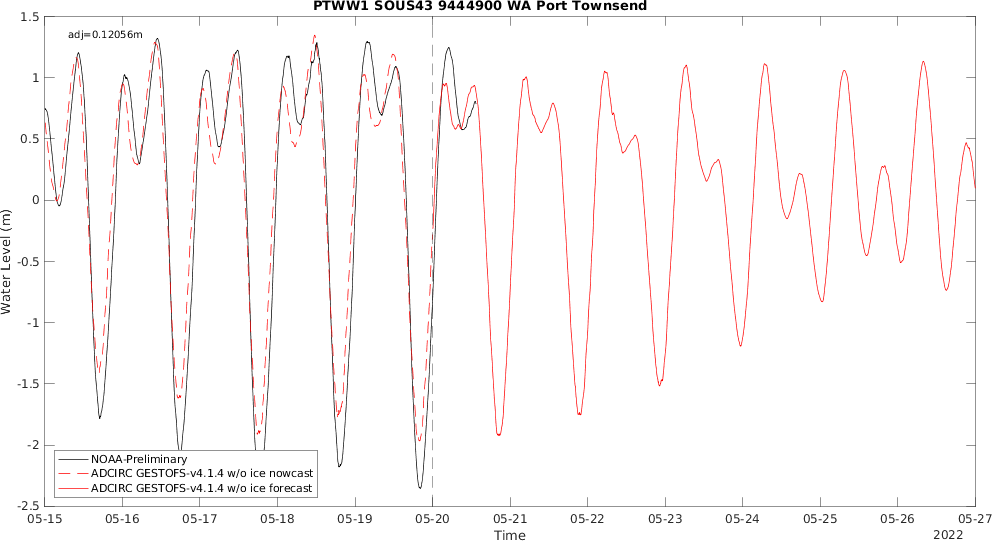 PTWW1 SOUS43 9444900 WA Port Townsend
adj=0.12056m
1.5
1
0.5
0
-0.5
-1
-1.5
-2
-2.5
Water Level (m)
NOAA-Preliminary
ADCIRC GESTOFS-v4.1.4 w/o ice nowcast
ADCIRC GESTOFS-v4.1.4 w/o ice forecast
05-15 05-16 05-17 05-18 05-19 05-20 05-21 05-22 05-23 05-24 05-25 05-26 05-27
Time
2022